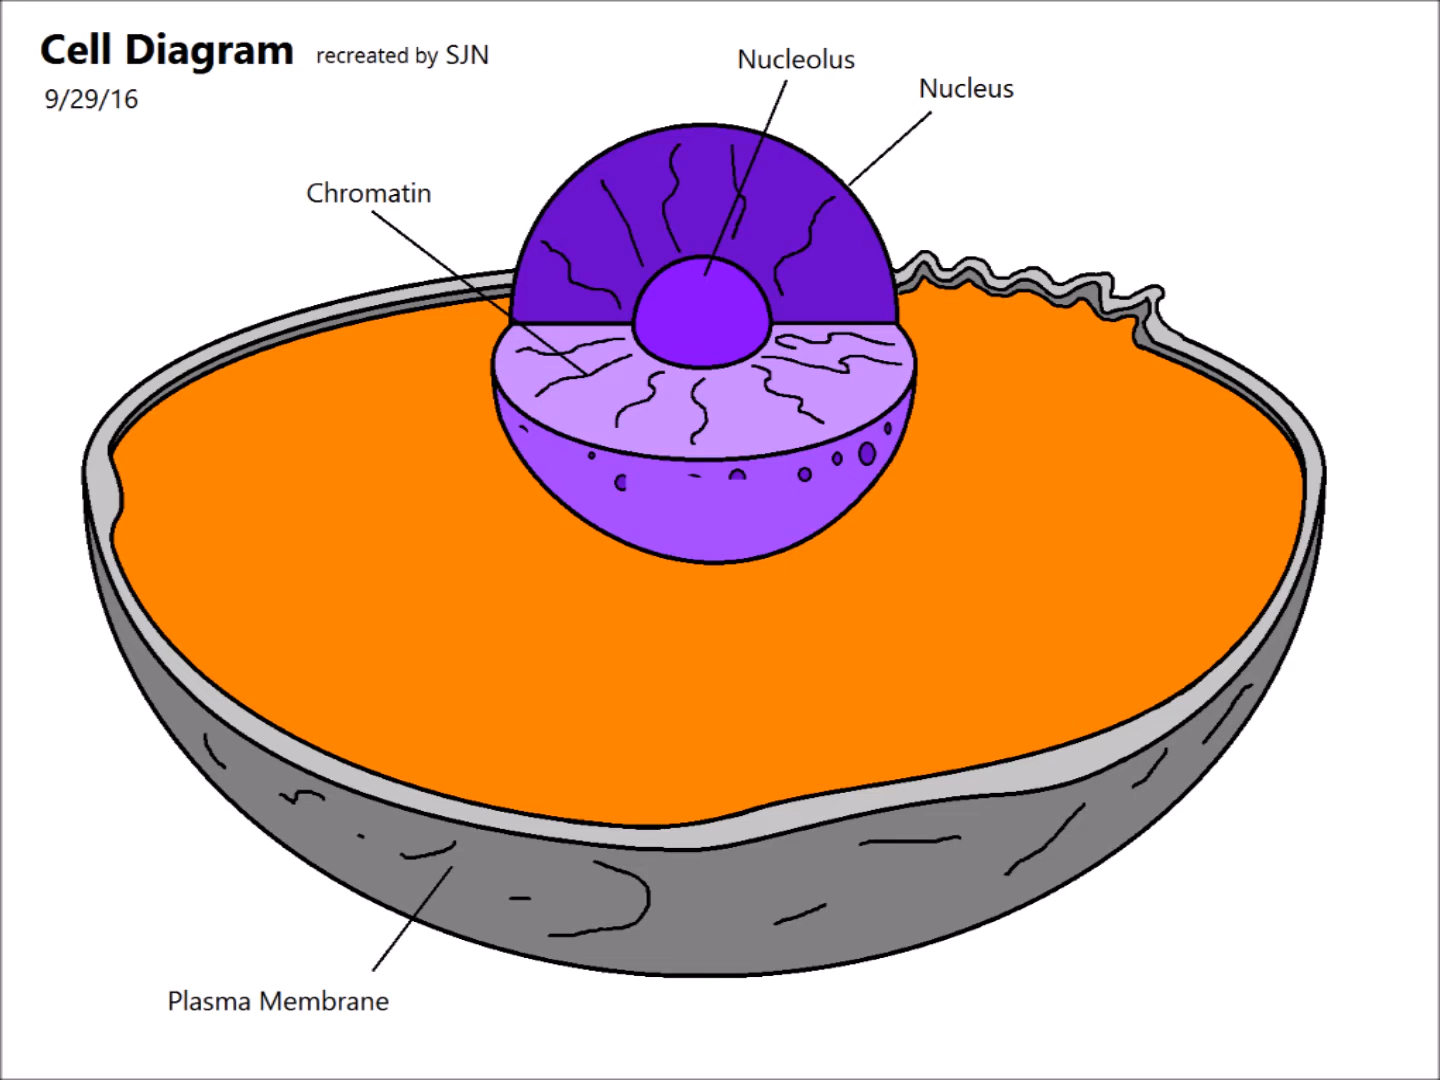 Cell Diagram recreated by SJN
9/29/16
Nucleolus
Nucleus
Chromatin
Plasma Membrane